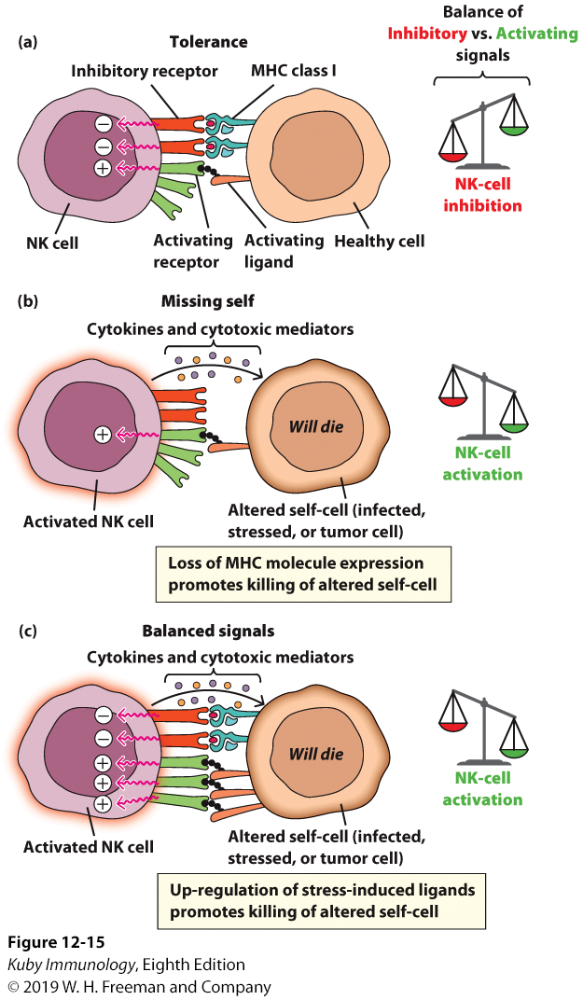 Balance of
Inhibitory vs. Activating
signals
(a)
Tolerance
Inhibitory receptor
MHC class I
−
−
+
NK cell
Activating
receptor
Activating
ligand
Healthy cell
NK-cell
inhibition
(b)
Missing self
Cytokines and cytotoxic mediators
+
Will die
Activated NK cell
Altered self-cell (infected,
stressed, or tumor cell)
NK-cell
activation
Loss of MHC molecule expression
promotes killing of altered self-cell
(c)
Balanced signals
Cytokines and cytotoxic mediators
−
−
+
+
+
Will die
Activated NK cell
Altered self-cell (infected,
stressed, or tumor cell)
NK-cell
activation
Up-regulation of stress-induced ligands
promotes killing of altered self-cell
Figure 12-15
Kuby Immunology, Eighth Edition
© 2019 W. H. Freeman and Company